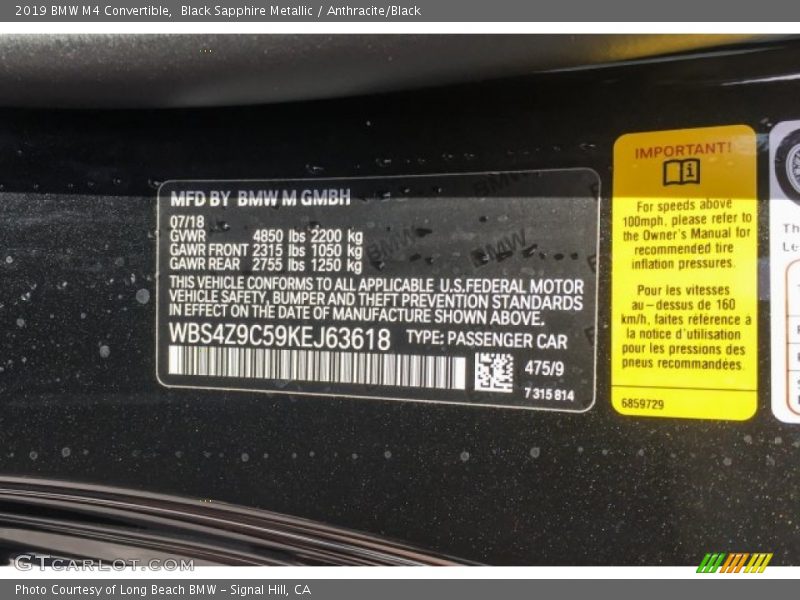 2019 BMW M4 Convertible,  Black Sapphire Metallic / Anthracite/Black
MFD BY BMW M GMBH
07/18
GVWR 4850 lbs 2200 kg
GAWR FRONT 2315 lbs 1050 kg
GAWR REAR 2755 lbs 1250 kg
THIS VEHICLE CONFORMS TO ALL APPLICABLE U.S.FEDERAL MOTOR
VEHICLE SAFETY, BUMPER AND THEFT PREVENTION STANDARDS
IN EFFECT ON THE DATE OF MANUFACTURE SHOWN ABOVE.
WBS4Z9C59KEJ63618 TYPE: PASSENGER CAR
475/9
7 315 814
IMPORTANT!
For speeds above
100mph, please refer to
the Owner's Manual for
recommended tire
inflation pressures.
Pour les vitesses
au-dessus de 160
km/h, faites référence à
la notice d'utilisation
pour les pressions des
pneus recommandées.
6859729
Th
Le
GTCARLOT.COM
Photo Courtesy of Long Beach BMW - Signal Hill, CA